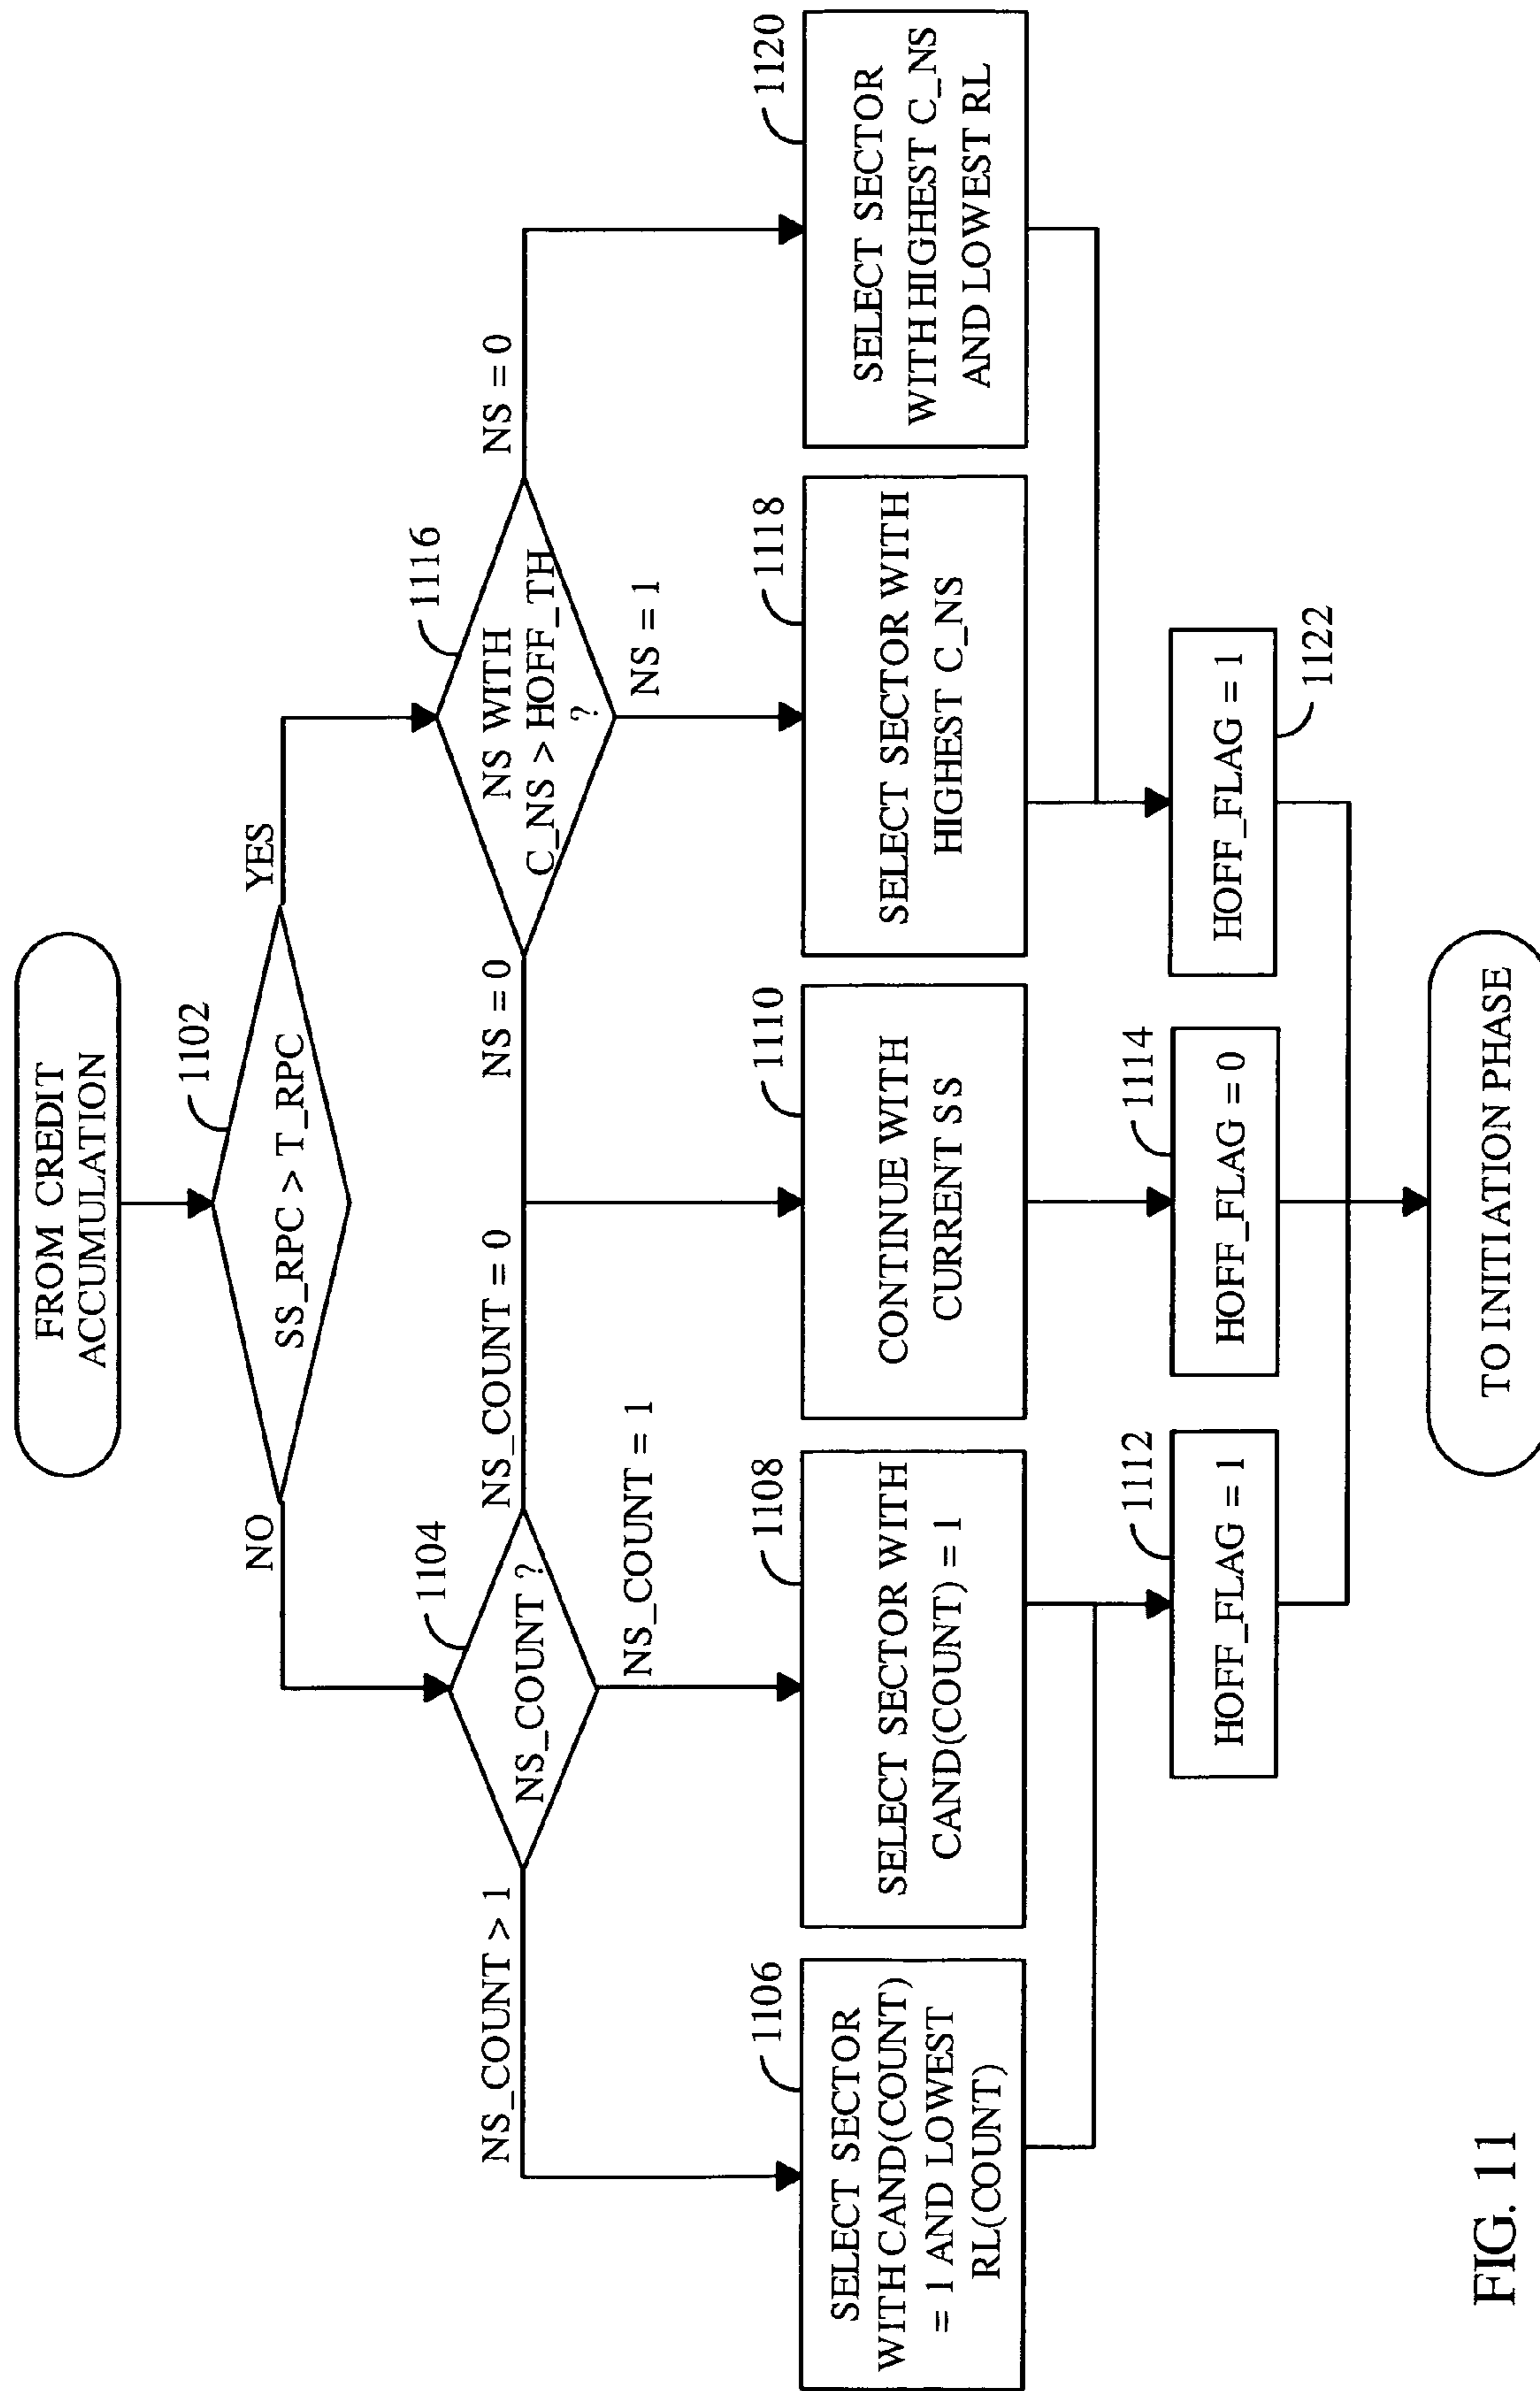 FROM CREDIT
ACCUMULATION
1102
SS_RPC > T_RPC
NO
YES
1104
NS_COUNT ?
NS_COUNT > 1
NS_COUNT = 0
NS_COUNT = 1
1116
NS WITH
C_NS > HOFF_TH
?
NS = 0
NS = 0
NS = 1
1106
SELECT SECTOR
WITH CAND(COUNT)
= 1 AND LOWEST
RL(COUNT)
1108
SELECT SECTOR WITH
CAND(COUNT) = 1
1110
CONTINUE WITH
CURRENT SS
1118
SELECT SECTOR WITH
HIGHEST C_NS
1120
SELECT SECTOR
WITH HIGHEST C_NS
AND LOWEST RL
1112
HOFF_FLAG = 1
1114
HOFF_FLAG = 0
HOFF_FLAG = 1
1122
TO INITIATION PHASE
FIG. 11